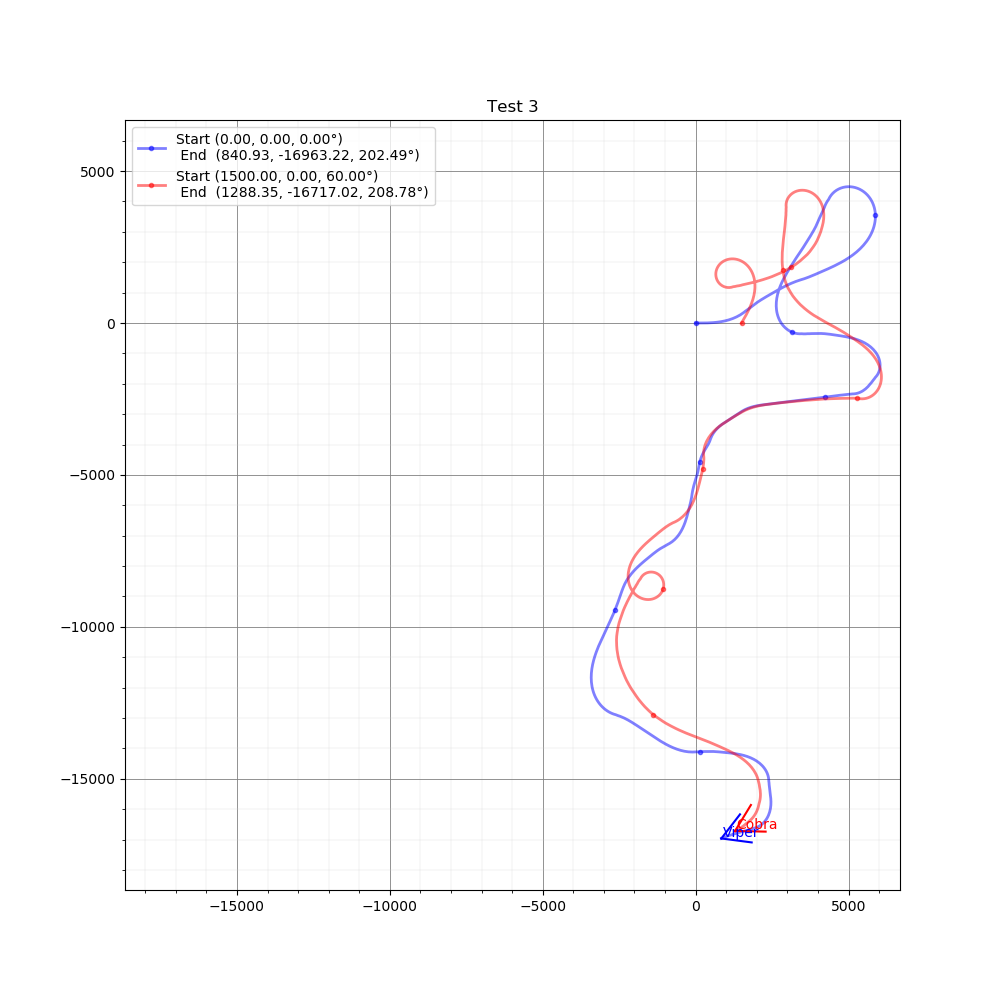 Test 3
Start (0.00, 0.00, 0.00°)
End (840.93, -16963.22, 202.49°)
Start (1500.00, 0.00, 60.00°)
End (1288.35, -16717.02, 208.78°)
5000
0
−5000
−10000
−15000
Cobra
Viper
−15000 −10000 −5000 0 5000